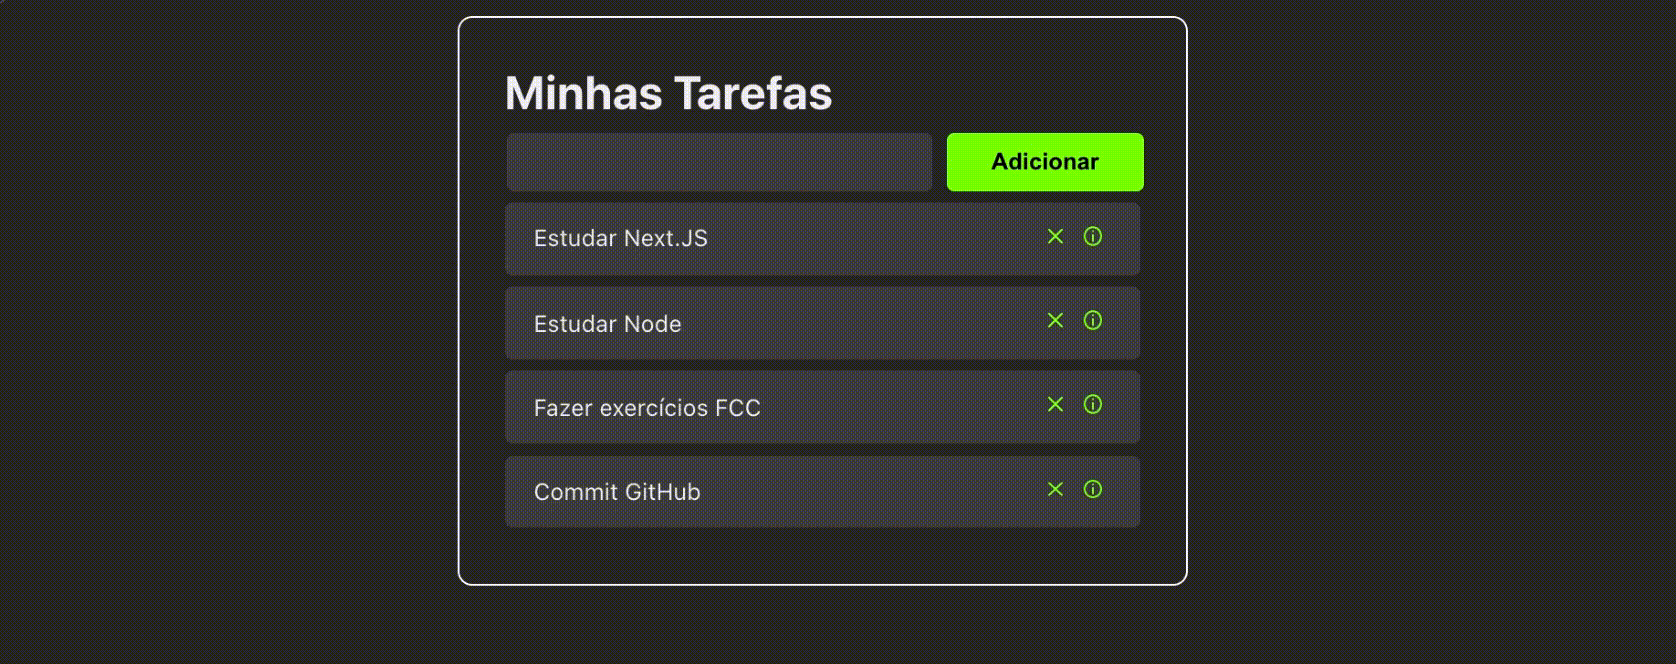 Minhas Tarefas
Adicionar
Estudar Next.JS
Estudar Node
Fazer exercícios FCC
Commit GitHub